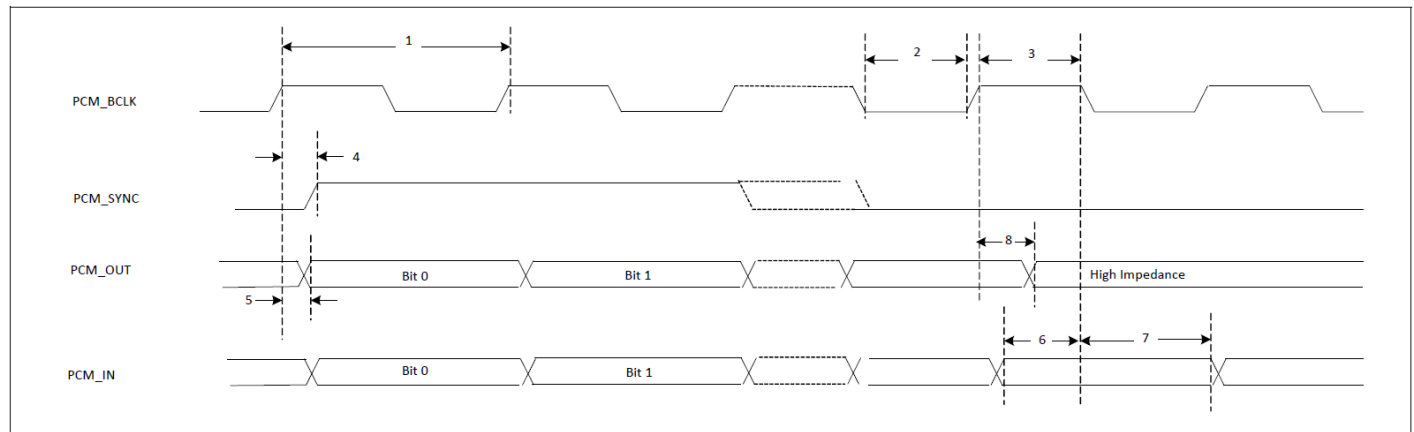 1
2
3
PCM_BCLK
4
PCM_SYNC
8
PCM_OUT
Bit 0
Bit 1
High Impedance
5
6
7
PCM_IN
Bit 0
Bit 1